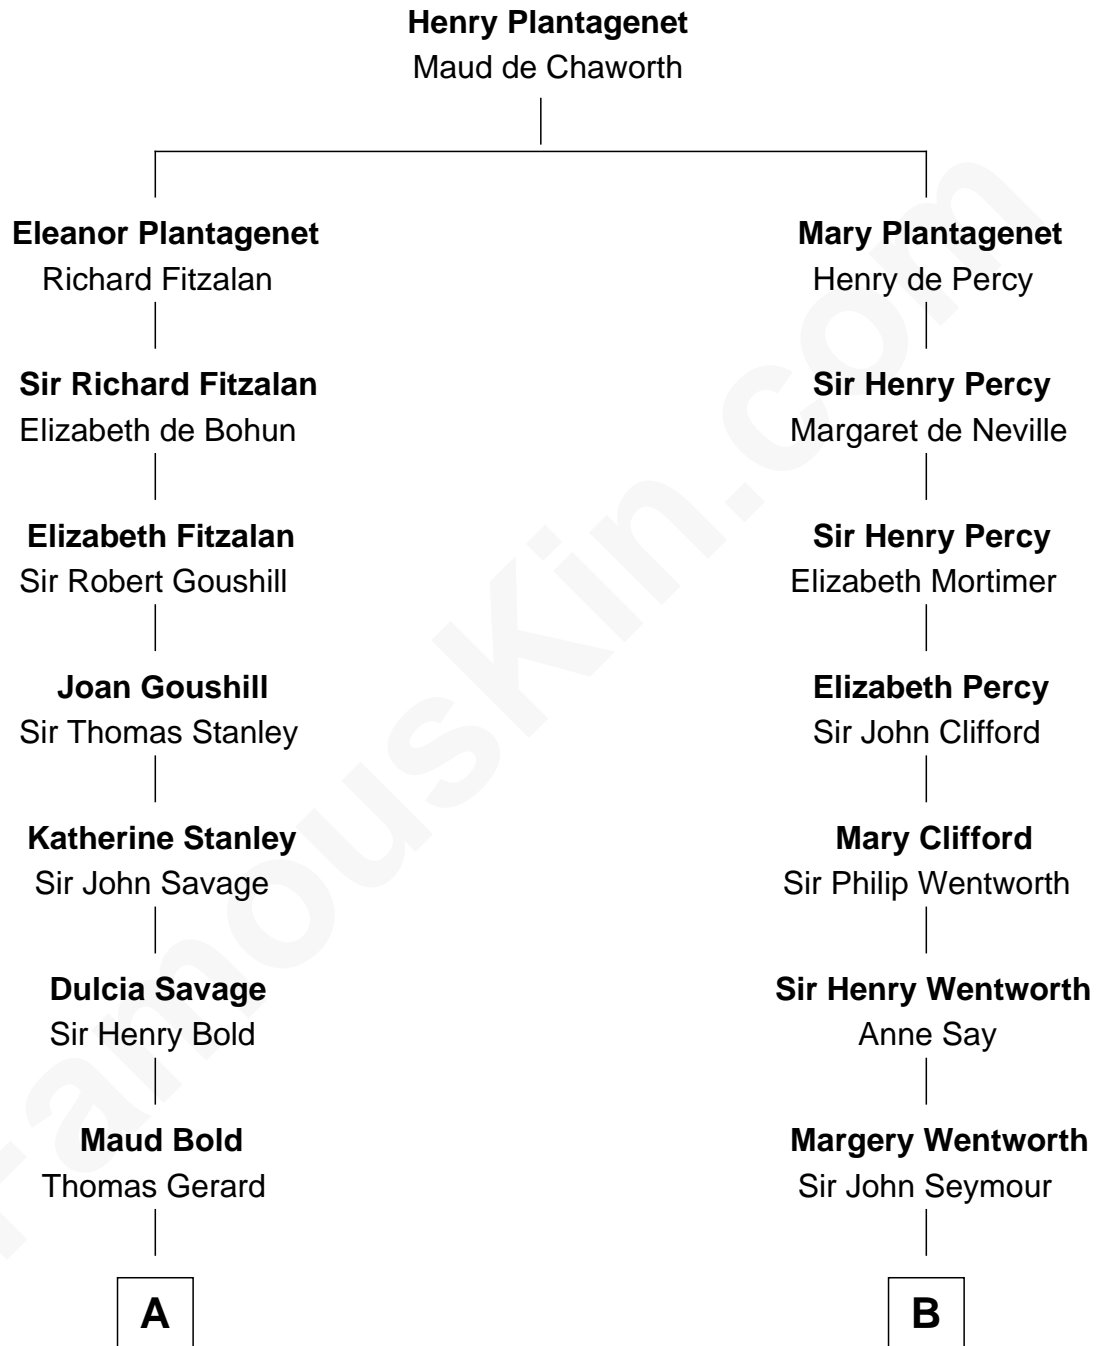 Henry Plantagenet
Maud de Chaworth
Eleanor Plantagenet
Richard Fitzalan
Mary Plantagenet
Henry de Percy
Sir Richard Fitzalan
Elizabeth de Bohun
Sir Henry Percy
Margaret de Neville
Elizabeth Fitzalan
Sir Robert Goushill
Sir Henry Percy
Elizabeth Mortimer
Joan Goushill
Sir Thomas Stanley
Elizabeth Percy
Sir John Clifford
Katherine Stanley
Sir John Savage
Mary Clifford
Sir Philip Wentworth
Dulcia Savage
Sir Henry Bold
Sir Henry Wentworth
Anne Say
Maud Bold
Thomas Gerard
Margery Wentworth
Sir John Seymour
A
B
FamousKin.com